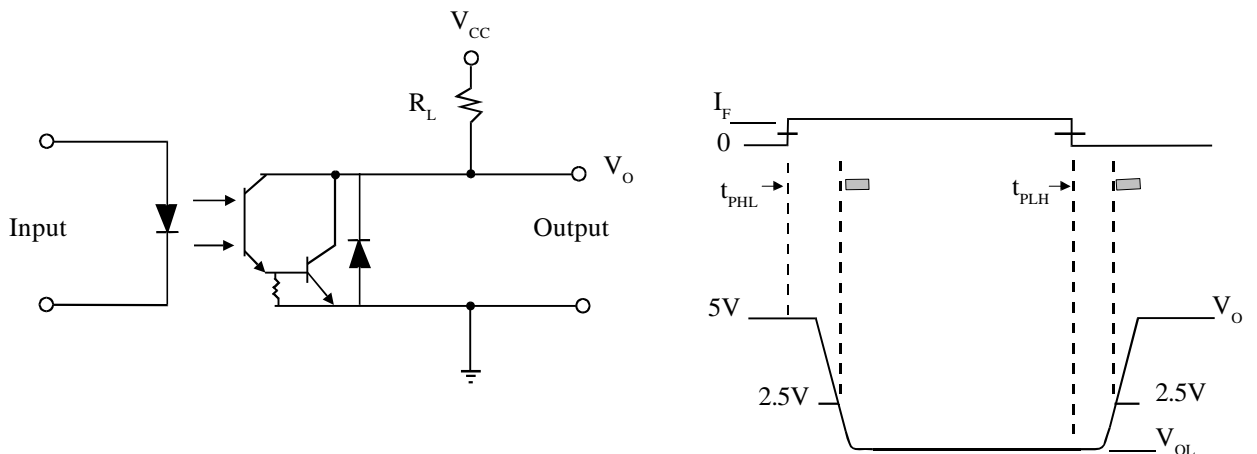 V_CC
R_L
V_O
Input
Output
I_F
0
t_PHL
t_PLH
5V
V_O
2.5V
2.5V
V_OL